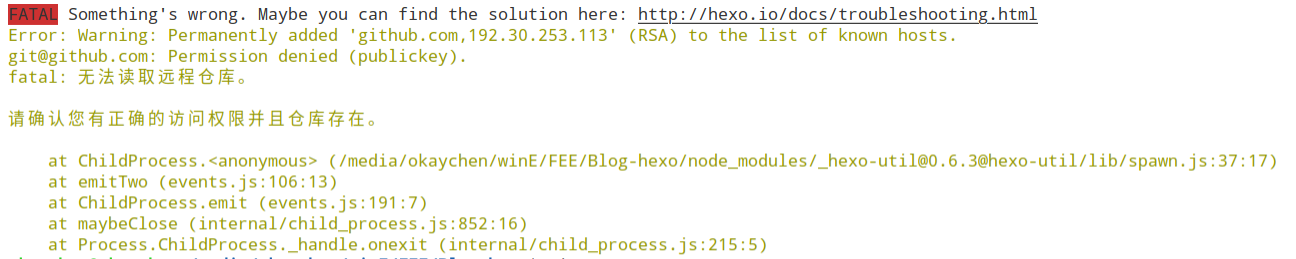 FATAL Something's wrong. Maybe you can find the solution here: http://hexo.io/docs/troubleshooting.html
Error: Warning: Permanently added 'github.com,192.30.253.113' (RSA) to the list of known hosts.
git@github.com: Permission denied (publickey).
fatal: 无法读取远程仓库。
请确认您有正确的访问权限并且仓库存在。
at ChildProcess.<anonymous> (/media/okaychen/winE/FEE/Blog-hexo/node_modules/_hexo-util@0.6.3@hexo-util/lib/spawn.js:37:17)
at emitTwo (events.js:106:13)
at ChildProcess.emit (events.js:191:7)
at maybeClose (internal/child_process.js:852:16)
at Process.ChildProcess._handle.onexit (internal/child_process.js:215:5)